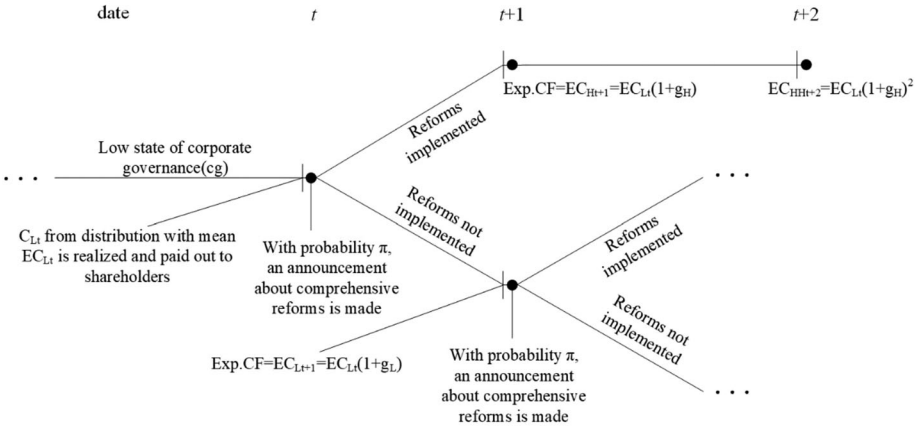 date
t
t+1
t+2
Exp.CF=EC_{Ht+1}=EC_{Lt}(1+g_H)
EC_{HHt+2}=EC_{Lt}(1+g_H)^2
Reforms
implemented
Low state of corporate
governance(cg)
. . .
. . .
Reforms not
implemented
C_{Lt} from distribution with mean
EC_{Lt} is realized and paid out to
shareholders
With probability π,
an announcement
about comprehensive
reforms is made
Reforms
implemented
Reforms not
implemented
Exp.CF=EC_{Lt+1}=EC_{Lt}(1+g_L)
With probability π,
an announcement
about comprehensive
reforms is made
. . .